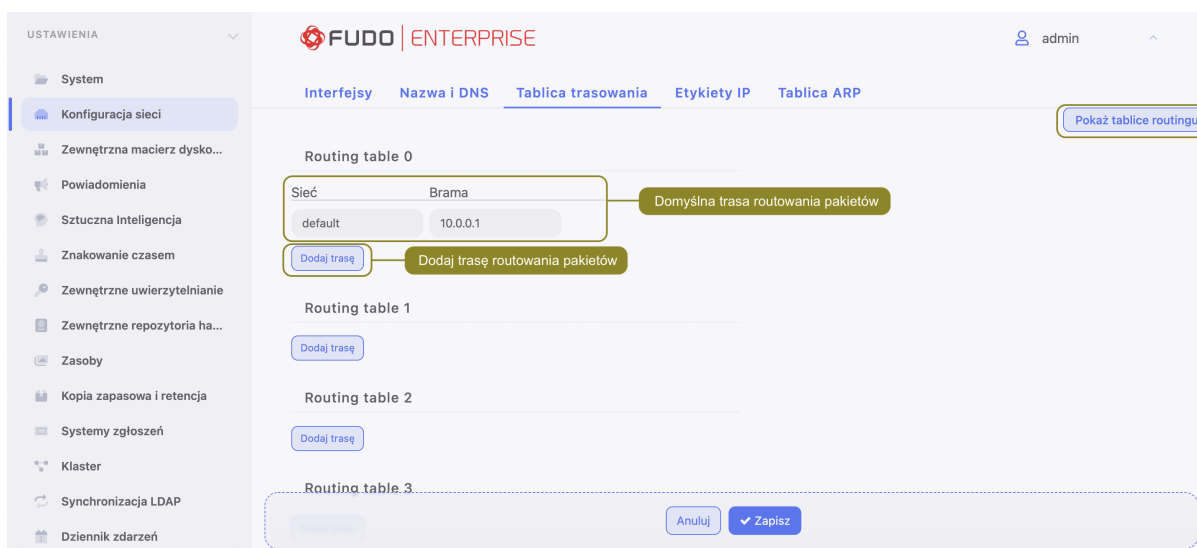 USTAWIENIA
System
Konfiguracja sieci
Zewnętrzna macierz dysko...
Powiadomienia
Sztuczna Inteligencja
Znakowanie czasem
Zewnętrzne uwierzytelnianie
Zewnętrzne repozytoria ha...
Zasoby
Kopia zapasowa i retencja
Systemy zgłoszeń
Klaster
Synchronizacja LDAP
Dziennik zdarzeń
FUDO ENTERPRISE
admin
Interfejsy Nazwa i DNS Tablica trasowania Etykiety IP Tablica ARP
Pokaż tablice routingu
Routing table 0
Sieć Brama
default 10.0.0.1
Domyślna trasa routowania pakietów
Dodaj trasę
Dodaj trasę routowania pakietów
Routing table 1
Dodaj trasę
Routing table 2
Dodaj trasę
Routing table 3
Anuluj Zapisz